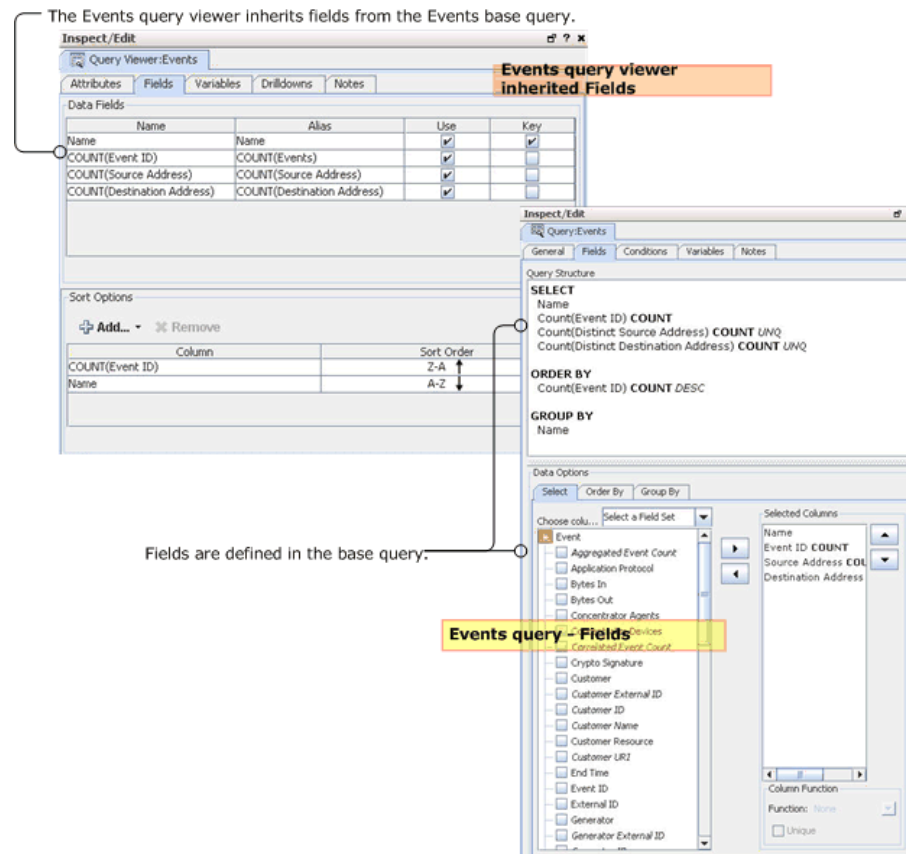 The Events query viewer inherits fields from the Events base query.
Inspect/Edit
Query Viewer:Events
Attributes Fields Variables Drilldowns Notes
Events query viewer
inherited Fields
Data Fields
Name Alias Use Key
Name Name
COUNT(Event ID) COUNT(Events)
COUNT(Source Address) COUNT(Source Address)
COUNT(Destination Address) COUNT(Destination Address)
Sort Options
Add... Remove
Column Sort Order
COUNT(Event ID) Z-A
Name A-Z
Inspect/Edit
Query:Events
General Fields Conditions Variables Notes
Query Structure
SELECT
Name
Count(Event ID) COUNT
Count(Distinct Source Address) COUNT UNQ
Count(Distinct Destination Address) COUNT UNQ
ORDER BY
Count(Event ID) COUNT DESC
GROUP BY
Name
Fields are defined in the base query.
Data Options
Select Order By Group By
Choose colu... Select a Field Set
Event
Aggregated Event Count
Application Protocol
Bytes In
Bytes Out
Concentrator Agents
Devices
Correlated Event Count
Crypto Signature
Customer
Customer External ID
Customer ID
Customer Name
Customer Resource
Customer URI
End Time
Event ID
External ID
Generator
Generator External ID
Events query - Fields
Selected Columns
Name
Event ID COUNT
Source Address COU
Destination Address
Column Function
Function: None
Unique